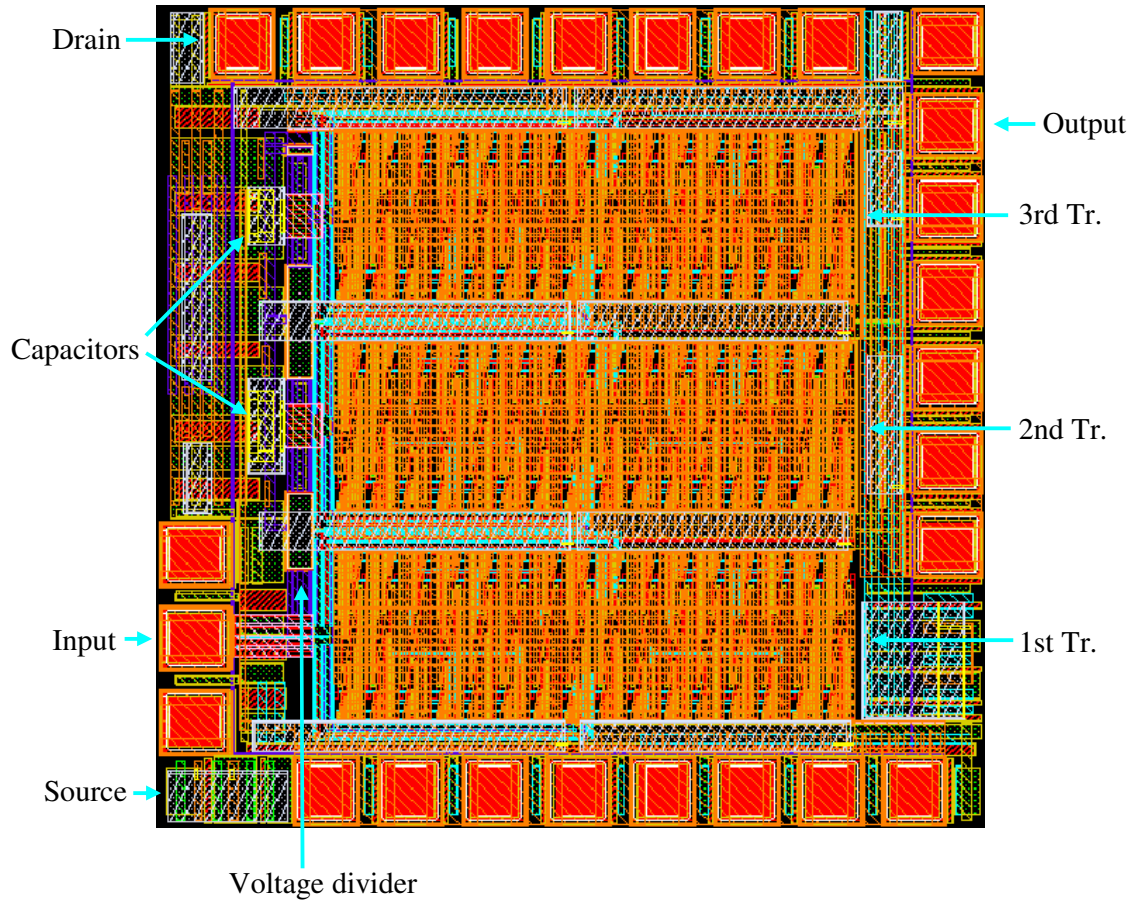 Drain
Output
3rd Tr.
Capacitors
2nd Tr.
Input
1st Tr.
Source
Voltage divider